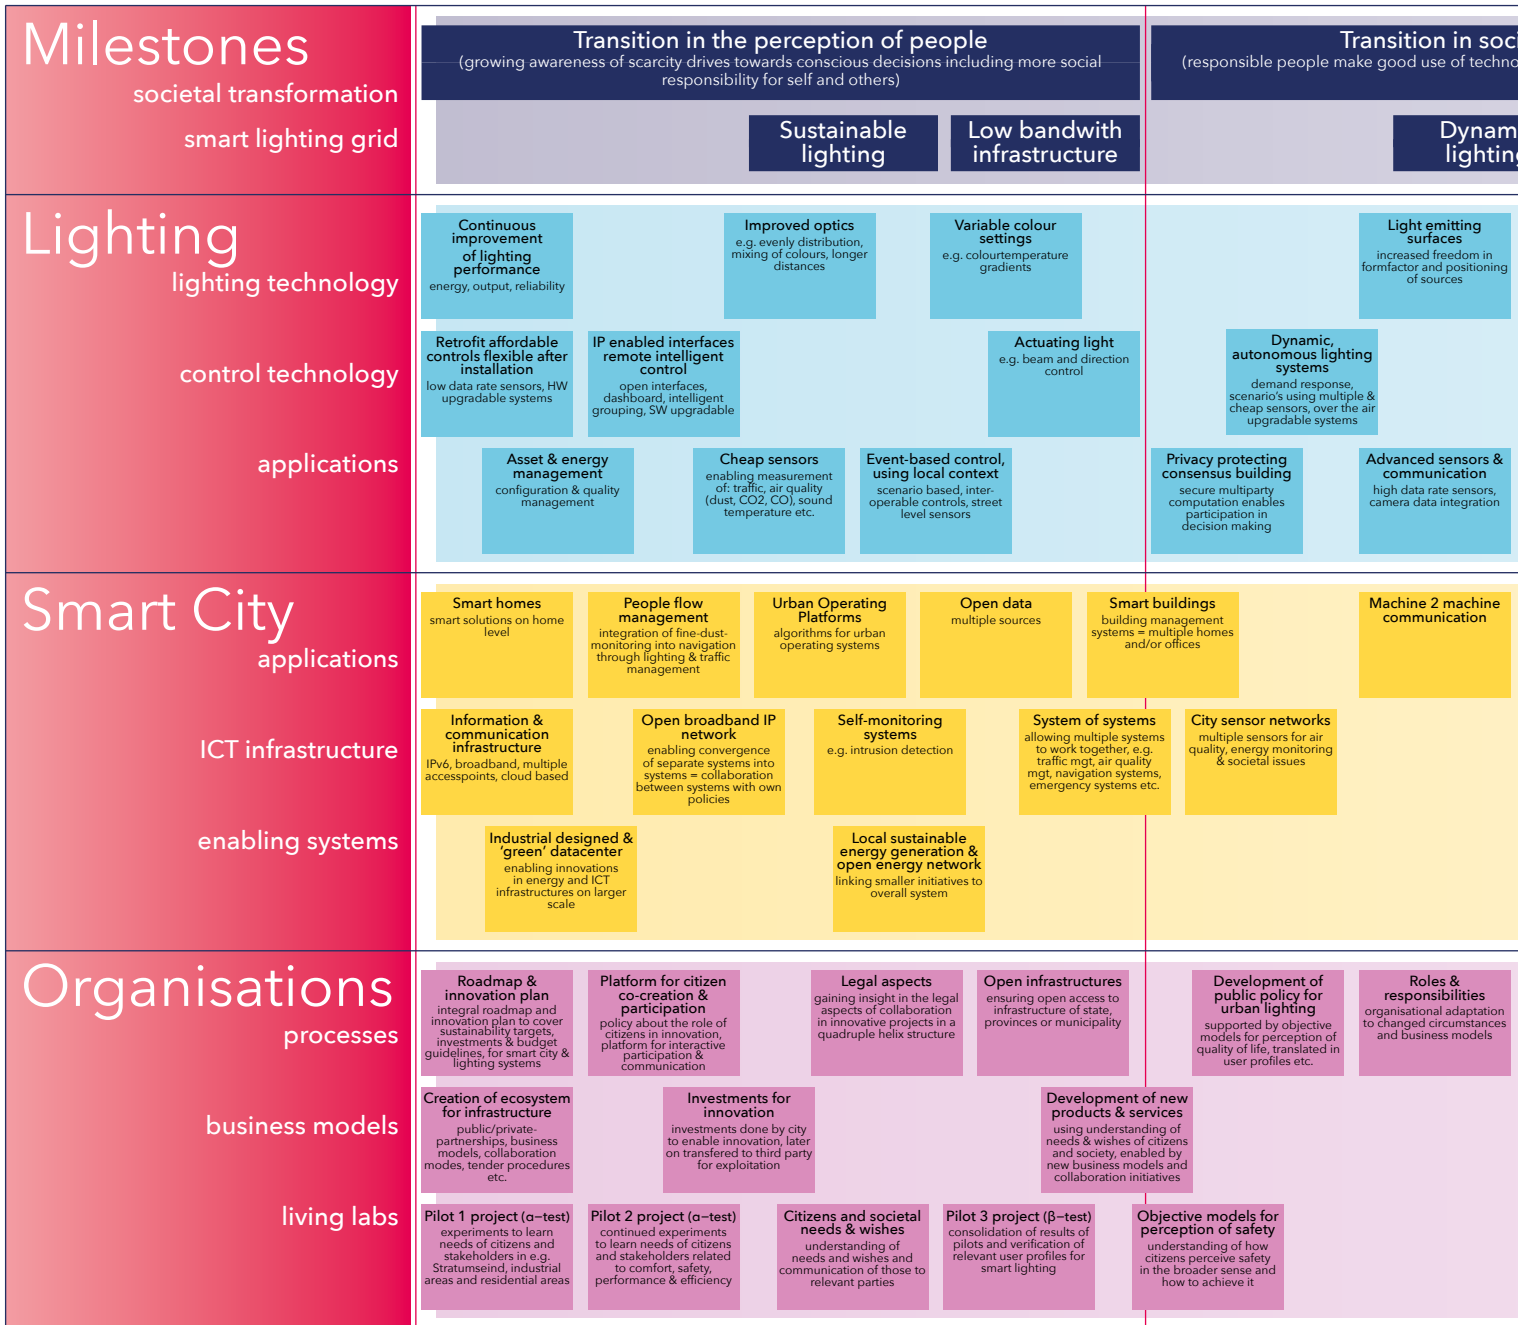 Milestones
societal transformation
smart lighting grid
Transition in the perception of people
(growing awareness of scarcity drives towards conscious decisions including more social
responsibility for self and others)
Transition in soci
(responsible people make good use of techno
Sustainable
lighting
Low bandwith
infrastructure
Dynam
lighting
Lighting
lighting technology
Continuous
improvement
of lighting
performance
energy, output, reliability
Improved optics
e.g. evenly distribution,
mixing of colours, longer
distances
Variable colour
settings
e.g. colourtemperature
gradients
Light emitting
surfaces
increased freedom in
formfactor and positioning
of sources
control technology
Retrofit affordable
controls flexible after
installation
low data rate sensors, HW
upgradable systems
IP enabled interfaces
remote intelligent
control
open interfaces,
dashboard, intelligent
grouping, SW upgradable
Actuating light
e.g. beam and direction
control
Dynamic,
autonomous lighting
systems
demand response,
scenario's using multiple &
cheap sensors, over the air
upgradable systems
applications
Asset & energy
management
configuration & quality
management
Cheap sensors
enabling measurement
of: traffic, air quality
(dust, CO2, CO), sound
temperature etc.
Event-based control,
using local context
scenario based, inter-
operable controls, street
level sensors
Privacy protecting
consensus building
secure multiparty
computation enables
participation in
decision making
Advanced sensors &
communication
high data rate sensors,
camera data integration
Smart City
applications
Smart homes
smart solutions on home
level
People flow
management
integration of fine-dust-
monitoring into navigation
through lighting & traffic
management
Urban Operating
Platforms
algorithms for urban
operating systems
Open data
multiple sources
Smart buildings
building management
systems = multiple homes
and/or offices
Machine 2 machine
communication
ICT infrastructure
Information &
communication
infrastructure
IPv6, broadband, multiple
accesspoints, cloud based
Open broadband IP
network
enabling convergence
of separate systems into
systems = collaboration
between systems with own
policies
Self-monitoring
systems
e.g. intrusion detection
System of systems
allowing multiple systems
to work together, e.g.
traffic mgt, air quality
mgt, navigation systems,
emergency systems etc.
City sensor networks
multiple sensors for air
quality, energy monitoring
& societal issues
enabling systems
Industrial designed &
'green' datacenter
enabling innovations
in energy and ICT
infrastructures on larger
scale
Local sustainable
energy generation &
open energy network
linking smaller initiatives to
overall system
Organisations
processes
Roadmap &
innovation plan
integral roadmap and
innovation plan to cover
sustainability targets,
investments & budget
guidelines, for smart city &
lighting systems
Platform for citizen
co-creation &
participation
policy about the role of
citizens in innovation,
platform for interactive
participation &
communication
Legal aspects
gaining insight in the legal
aspects of collaboration
in innovative projects in a
quadruple helix structure
Open infrastructures
ensuring open access to
infrastructure of state,
provinces or municipality
Development of
public policy for
urban lighting
supported by objective
models for perception of
quality of life, translated in
user profiles etc.
Roles &
responsibilities
organisational adaptation
to changed circumstances
and business models
business models
Creation of ecosystem
for infrastructure
public/private-
partnerships, business
models, collaboration
modes, tender procedures
etc.
Investments for
innovation
investments done by city
to enable innovation, later
on transfered to third party
for exploitation
Development of new
products & services
using understanding of
needs & wishes of citizens
and society, enabled by
new business models and
collaboration initiatives
living labs
Pilot 1 project (α–test)
experiments to learn
needs of citizens and
stakeholders in e.g.
Stratumseind, industrial
areas and residential areas
Pilot 2 project (α–test)
continued experiments
to learn needs of citizens
and stakeholders related
to comfort, safety,
performance & efficiency
Citizens and societal
needs & wishes
understanding of
needs and wishes and
communication of those to
relevant parties
Pilot 3 project (β–test)
consolidation of results of
pilots and verification of
relevant user profiles for
smart lighting
Objective models for
perception of safety
understanding of how
citizens perceive safety
in the broader sense and
how to achieve it